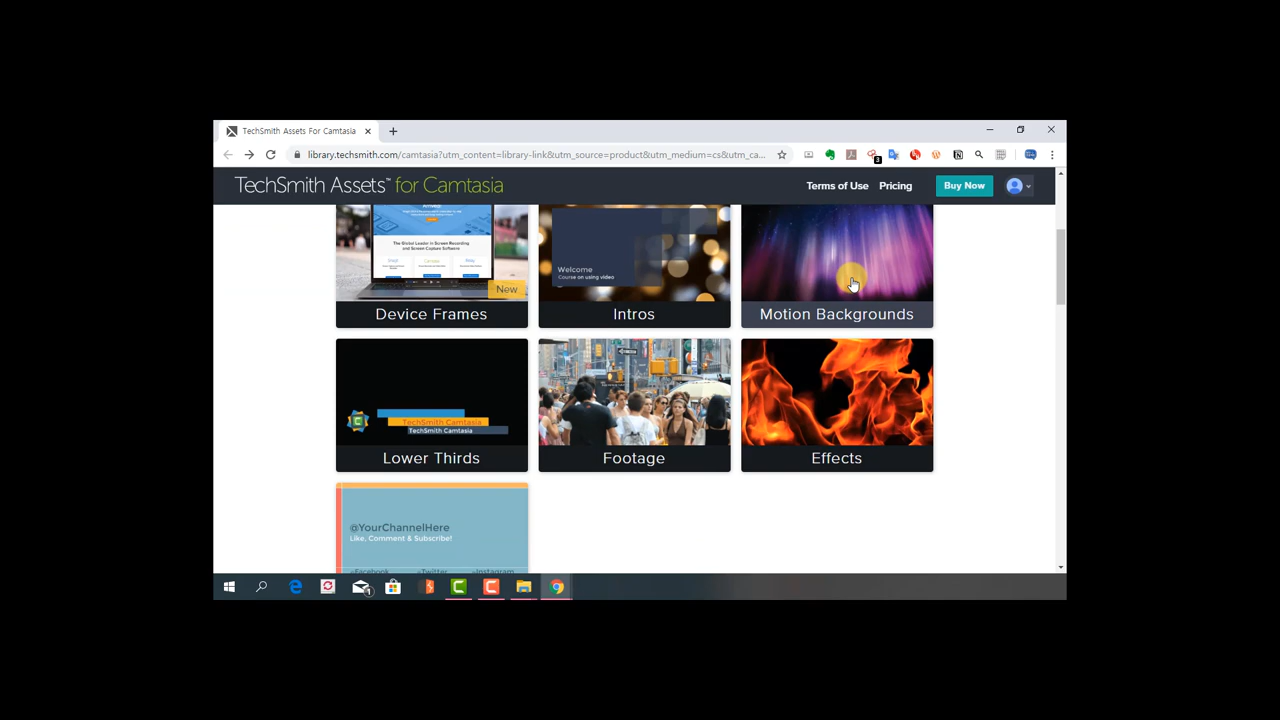 TechSmith Assets For Camtasia
library.techsmith.com/camtasia?utm_content=library-link&utm_source=product&utm_medium=cs&utm_ca...
3
TechSmith Assets™ for Camtasia
Terms of Use
Pricing
Buy Now
The Global Leader in Screen Recording
and Screen Capture Software
New
Device Frames
Welcome
Course on using video
Intros
Motion Backgrounds
TechSmith Camtasia
TechSmith Camtasia
Lower Thirds
Footage
Effects
@YourChannelHere
Like, Comment & Subscribe!
1